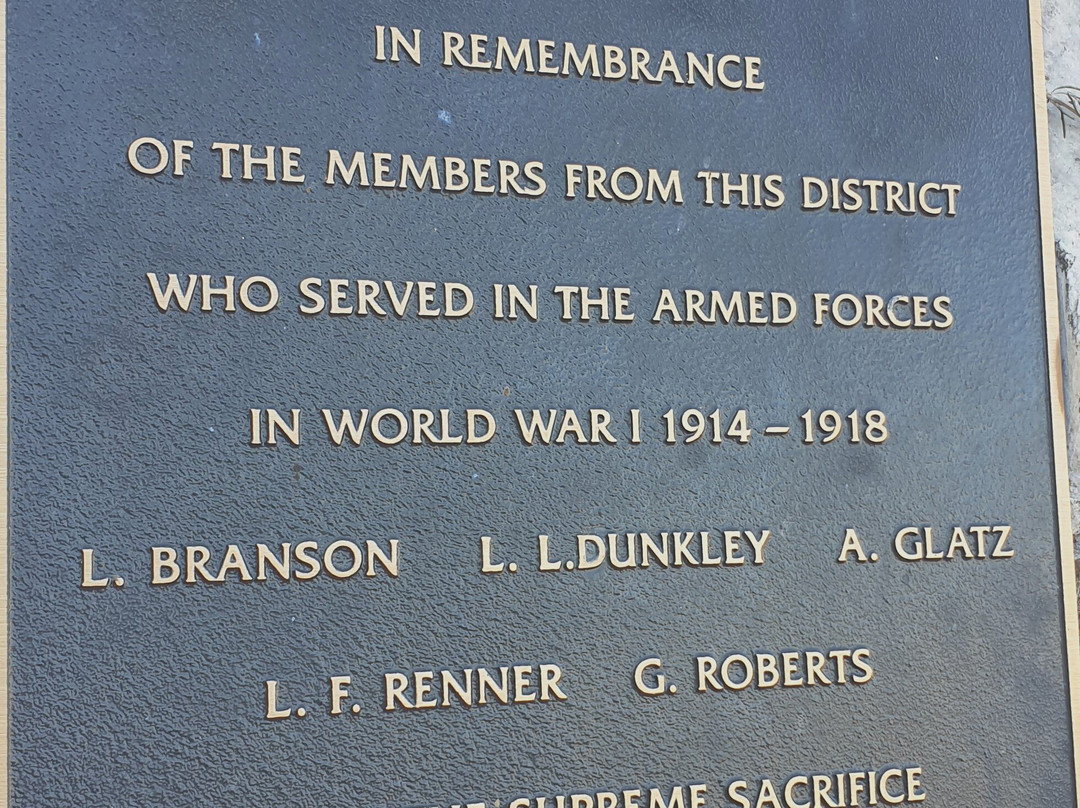 IN REMEMBRANCE
OF THE MEMBERS FROM THIS DISTRICT
WHO SERVED IN THE ARMED FORCES
IN WORLD WAR I 1914 – 1918
L. BRANSON L. L.DUNKLEY A. GLATZ
L. F. RENNER G. ROBERTS
SUPREME SACRIFICE